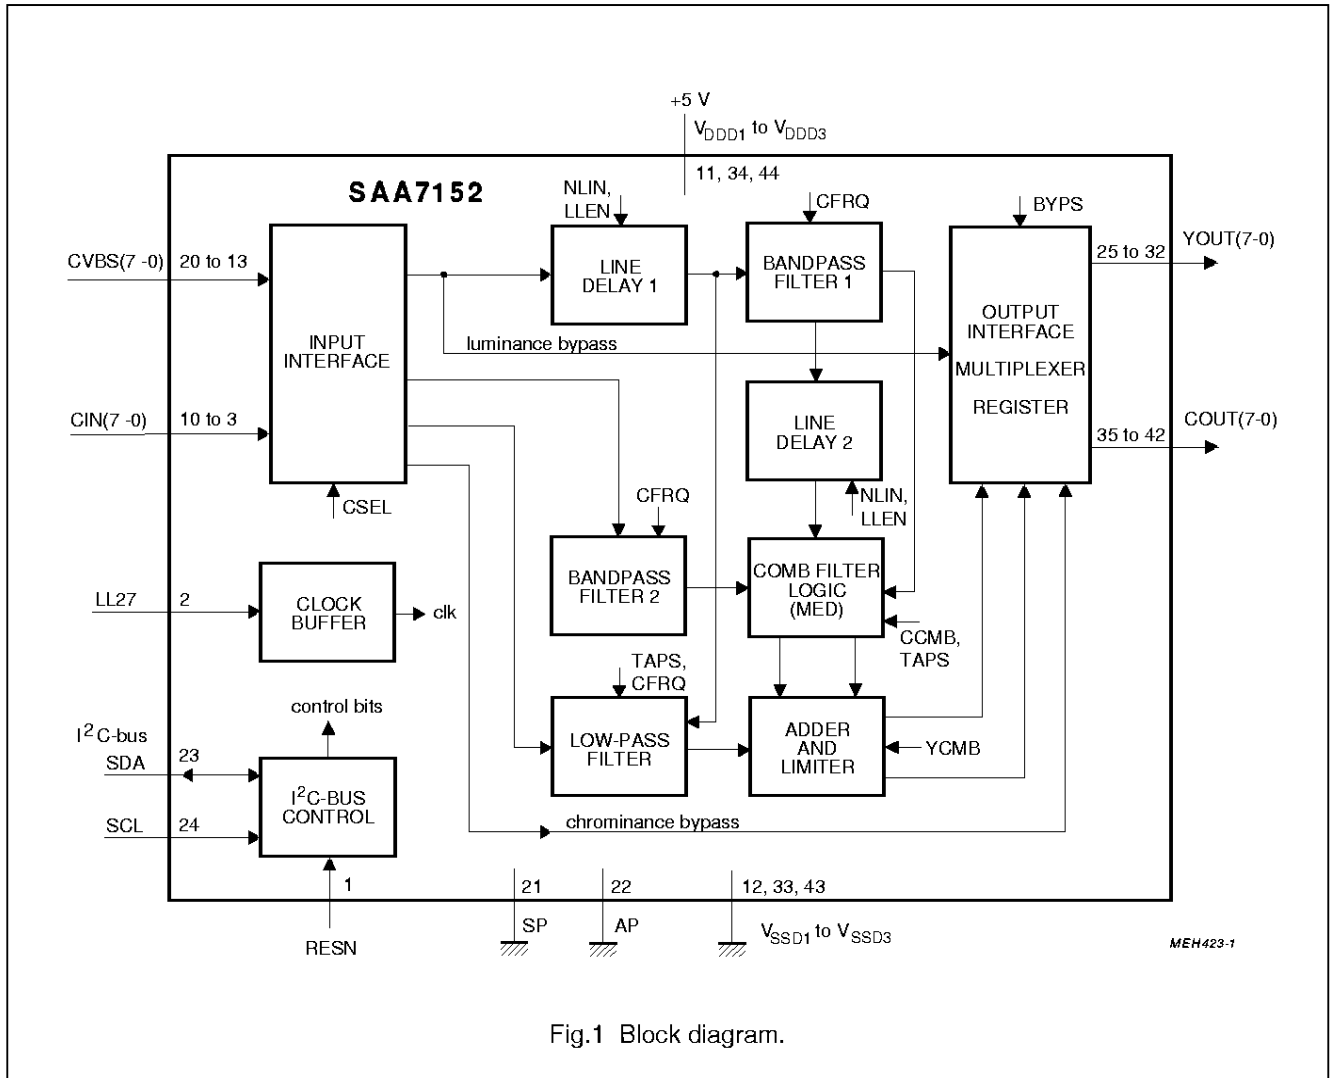 +5 V
VDDD1 to VDDD3
11, 34, 44
SAA7152
NLIN,
LLEN
CFRQ
BYPS
CVBS(7 -0)
20 to 13
INPUT
INTERFACE
LINE
DELAY 1
BANDPASS
FILTER 1
OUTPUT
INTERFACE
MULTIPLEXER
REGISTER
25 to 32
YOUT(7-0)
luminance bypass
CIN(7 -0)
10 to 3
LINE
DELAY 2
35 to 42
COUT(7-0)
CSEL
CFRQ
NLIN,
LLEN
LL27
2
CLOCK
BUFFER
clk
BANDPASS
FILTER 2
COMB FILTER
LOGIC
(MED)
CCMB,
TAPS
TAPS,
CFRQ
control bits
I2C-bus
SDA
23
I2C-BUS
CONTROL
LOW-PASS
FILTER
ADDER
AND
LIMITER
YCMB
SCL
24
chrominance bypass
1
21
22
12, 33, 43
RESN
SP
AP
VSSD1 to VSSD3
MEH423-1
Fig.1 Block diagram.